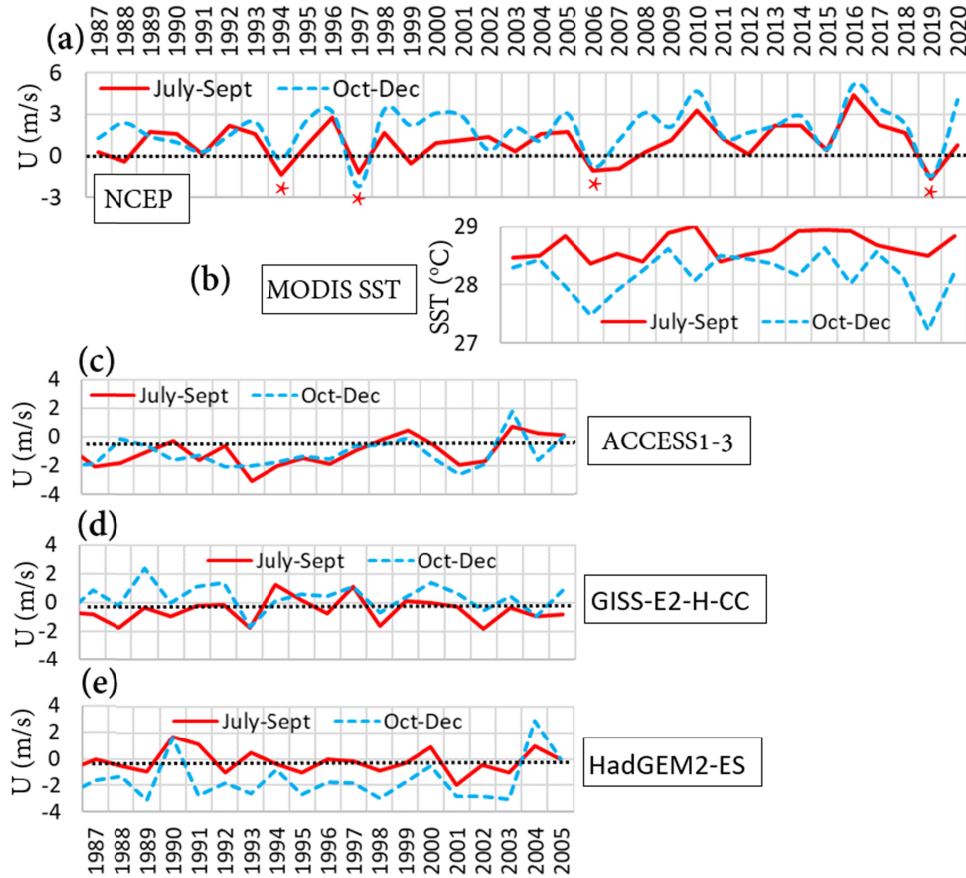 (a)
1987 1988 1989 1990 1991 1992 1993 1994 1995 1996 1997 1998 1999 2000 2001 2002 2003 2004 2005 2006 2007 2008 2009 2010 2011 2012 2013 2014 2015 2016 2017 2018 2019 2020
U (m/s)
6
3
0
-3
July-Sept Oct-Dec
NCEP
(b)
MODIS SST
SST (°C)
29
28
27
July-Sept Oct-Dec
(c)
U (m/s)
4
2
0
-2
-4
July-Sept Oct-Dec
ACCESS1-3
(d)
U (m/s)
4
2
0
-2
-4
July-Sept Oct-Dec
GISS-E2-H-CC
(e)
U (m/s)
4
2
0
-2
-4
July-Sept Oct-Dec
HadGEM2-ES
1987 1988 1989 1990 1991 1992 1993 1994 1995 1996 1997 1998 1999 2000 2001 2002 2003 2004 2005